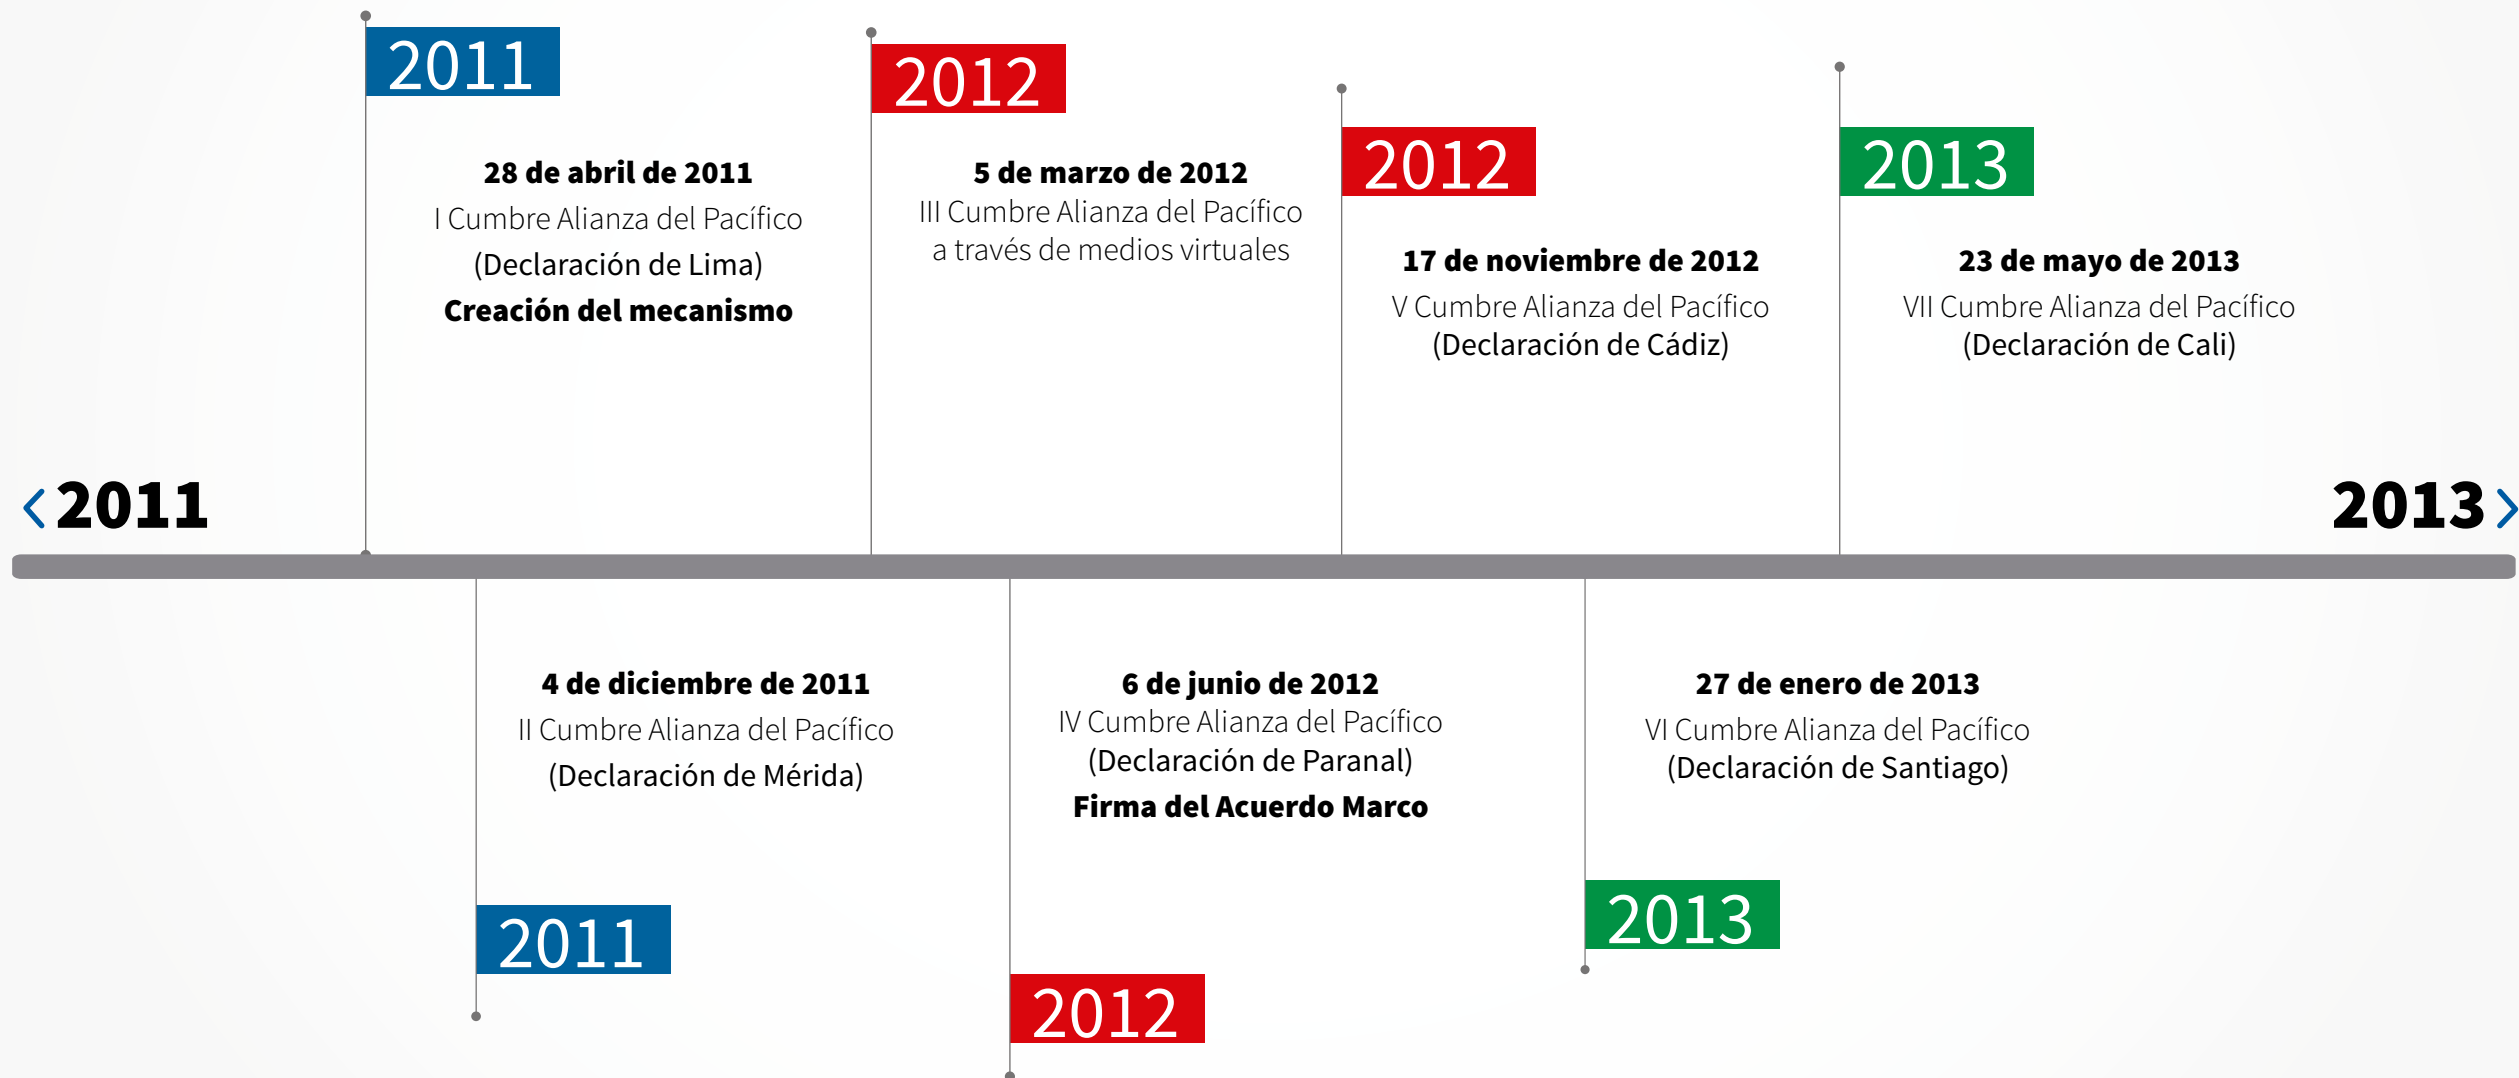 2011
28 de abril de 2011
I Cumbre Alianza del Pacífico
(Declaración de Lima)
Creación del mecanismo
2012
5 de marzo de 2012
III Cumbre Alianza del Pacífico
a través de medios virtuales
2012
17 de noviembre de 2012
V Cumbre Alianza del Pacífico
(Declaración de Cádiz)
2013
23 de mayo de 2013
VII Cumbre Alianza del Pacífico
(Declaración de Cali)
2011
2013
4 de diciembre de 2011
II Cumbre Alianza del Pacífico
(Declaración de Mérida)
2011
6 de junio de 2012
IV Cumbre Alianza del Pacífico
(Declaración de Paranal)
Firma del Acuerdo Marco
2012
27 de enero de 2013
VI Cumbre Alianza del Pacífico
(Declaración de Santiago)
2013